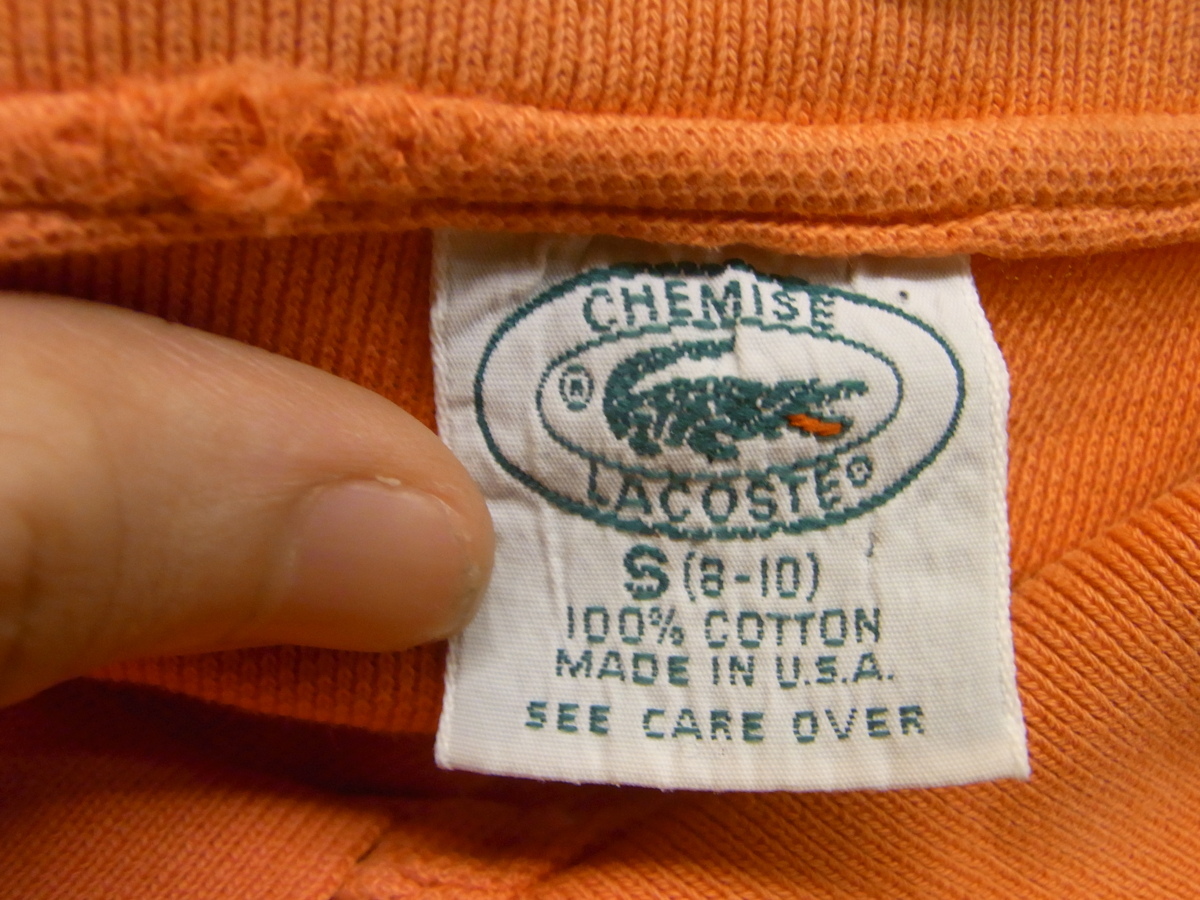 CHEMISE
®
LACOSTE®
S (8-10)
100% COTTON
MADE IN U.S.A.
SEE CARE OVER